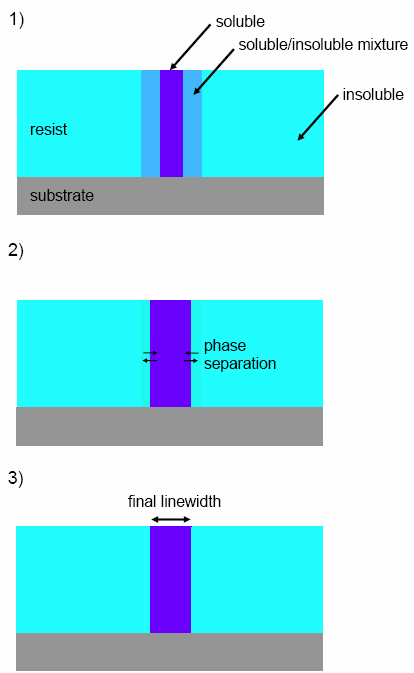 1)
soluble
soluble/insoluble mixture
insoluble
resist
substrate
2)
phase
separation
3)
final linewidth